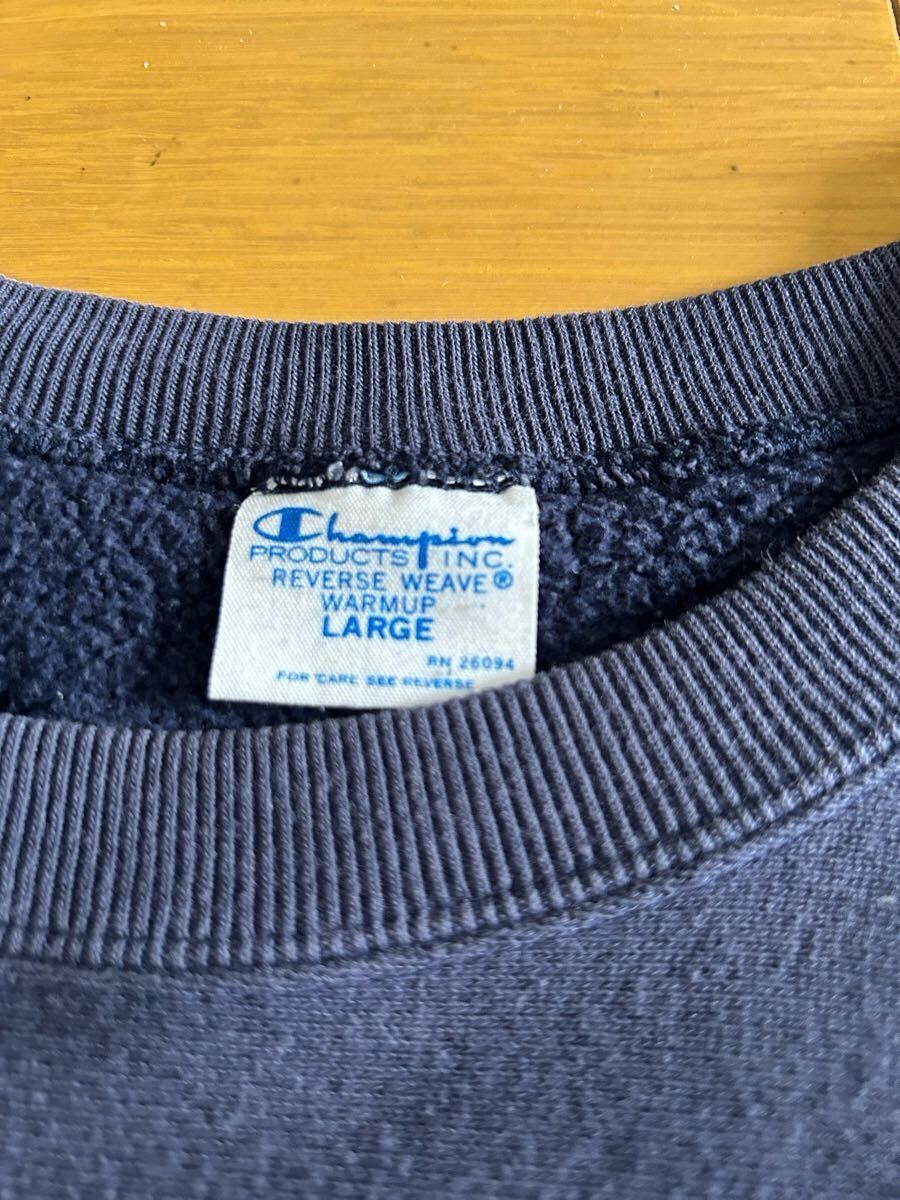 Champion
PRODUCTS INC.
REVERSE WEAVE®
WARMUP
LARGE
RN 26094
FOR CARE SEE REVERSE